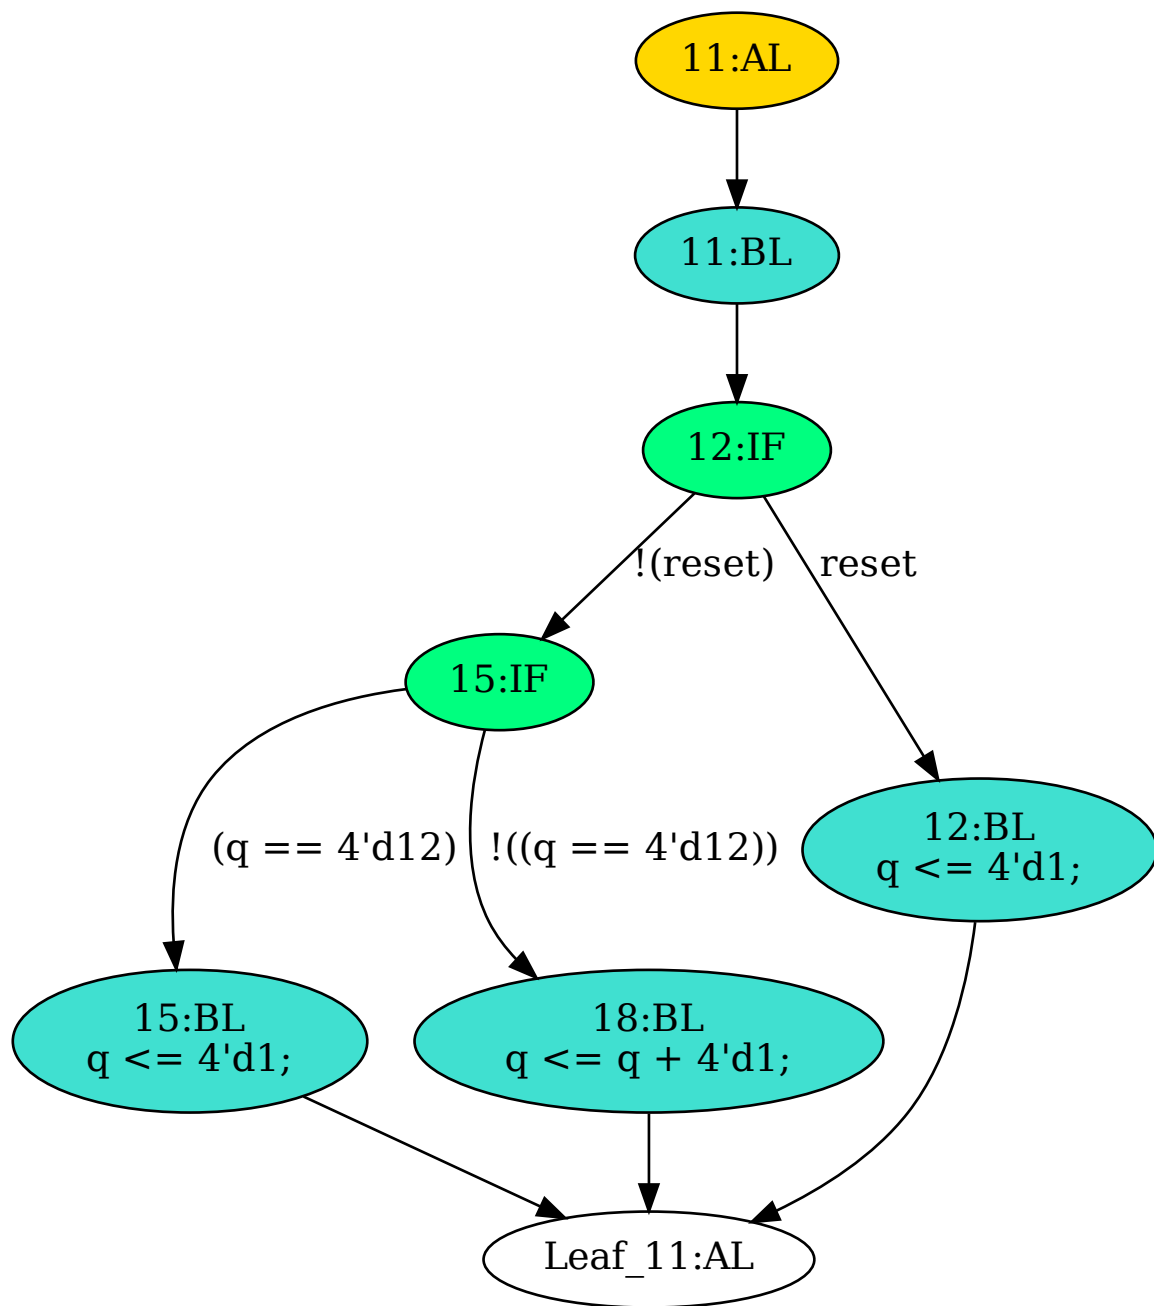 11:AL
11:BL
12:IF
!(reset)
reset
15:IF
(q == 4'd12)
!((q == 4'd12))
12:BL
q <= 4'd1;
15:BL
q <= 4'd1;
18:BL
q <= q + 4'd1;
Leaf_11:AL